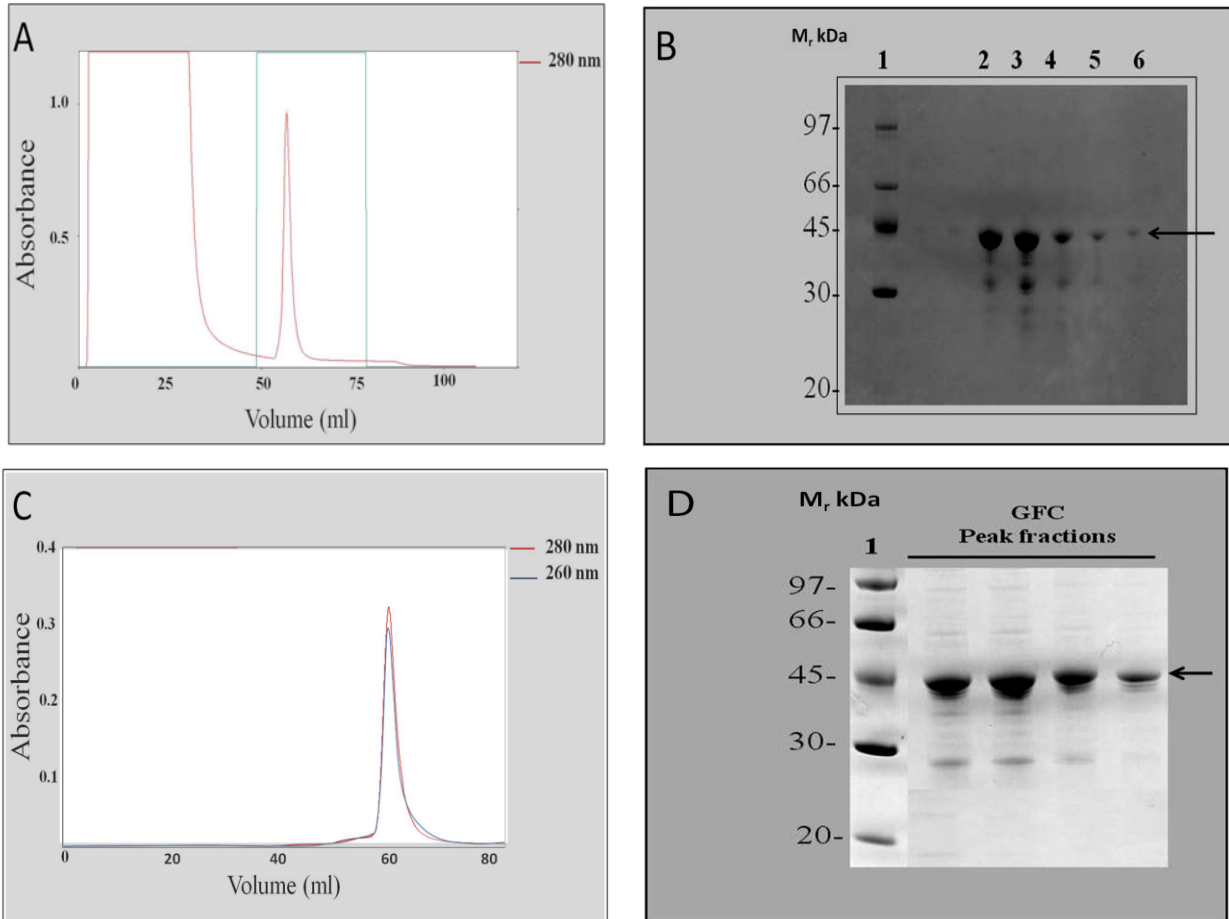 A
280 nm
Absorbance
1.0
0.5
0 25 50 75 100
Volume (ml)
B
Mr kDa
1 2 3 4 5 6
97-
66-
45-
30-
20-
C
280 nm
260 nm
Absorbance
0.4
0.3
0.2
0.1
0 20 40 60 80
Volume (ml)
D
Mr kDa
GFC
Peak fractions
1
97-
66-
45-
30-
20-